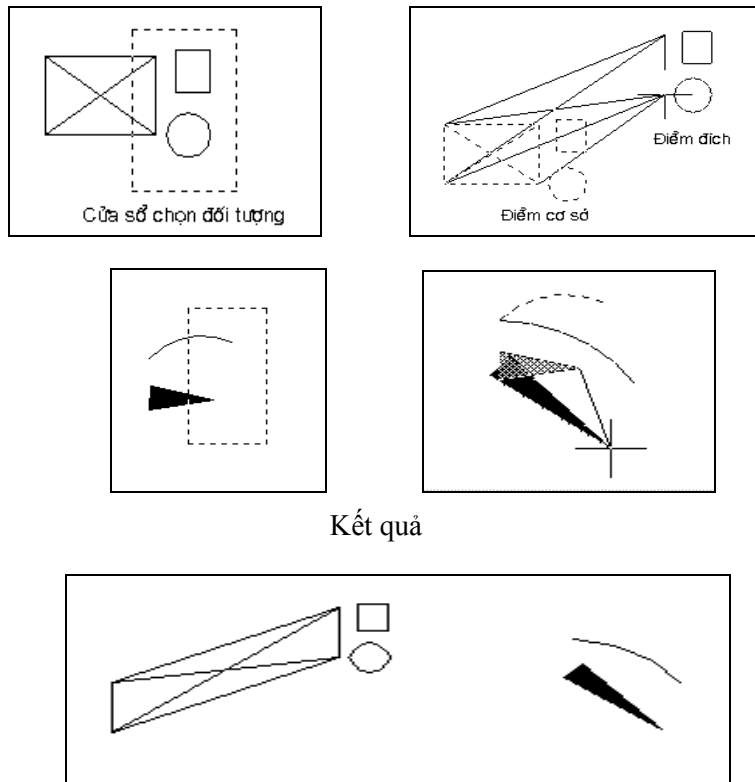 Cửa sổ chọn đối tượng
Điểm đích
Điểm cơ sở
Kết quả